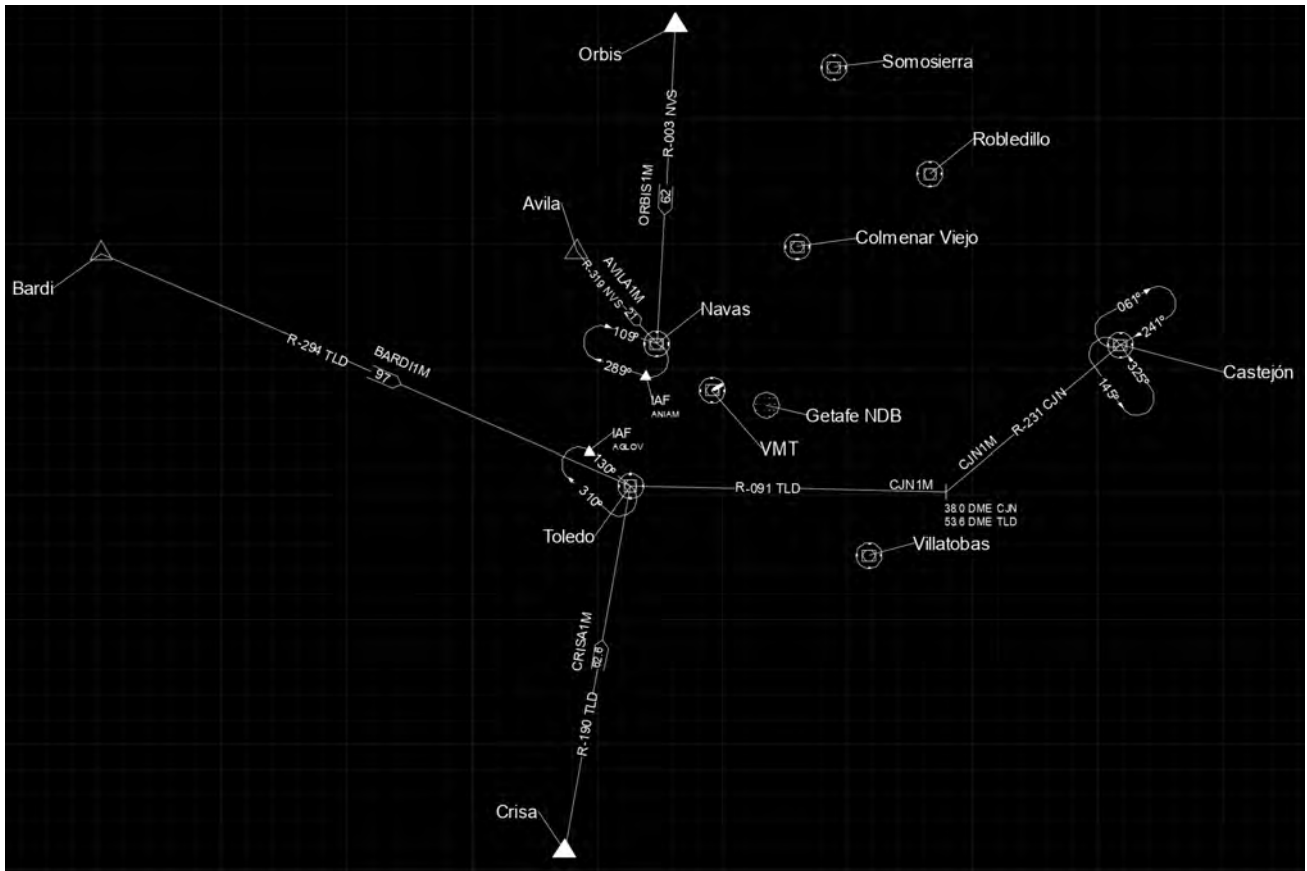 Orbis
Somosierra
R-003 NVS
Robledillo
ORBIS1M
62
Avila
Colmenar Viejo
Bardi
AVILA1M
R-319 NVS-21
Navas
061º
241º
109º
289º
325º
145º
Castejón
R-294 TLD
BARDI1M
97
IAF
ANIAM
Getafe NDB
VMT
IAF
AGLOV
R-231 CJN
CJN1M
130º
310º
R-091 TLD
CJN1M
38.0 DME CJN
53.6 DME TLD
Toledo
Villatobas
CRISA1M
62.6
R-190 TLD
Crisa